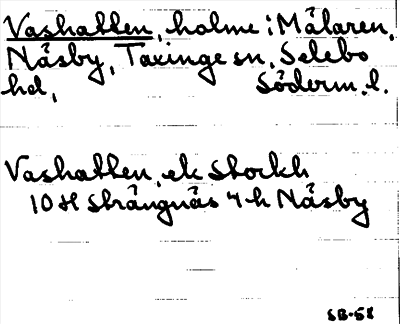 Vashatten, holme i Mälaren,
Näsby, Taxinge sn, Selebo
hd, Söderm. l.
Vashatten, ek Stockh
10 H Strängnäs 4 h Näsby
SB-58